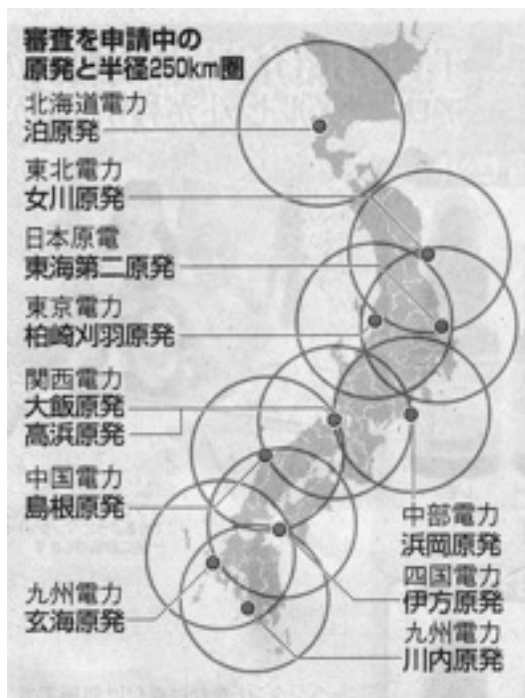 審査を申請中の
原発と半径250km圏
北海道電力
泊原発
東北電力
女川原発
日本原電
東海第二原発
東京電力
柏崎刈羽原発
関西電力
大飯原発
高浜原発
中国電力
島根原発
九州電力
玄海原発
中部電力
浜岡原発
四国電力
伊方原発
九州電力
川内原発